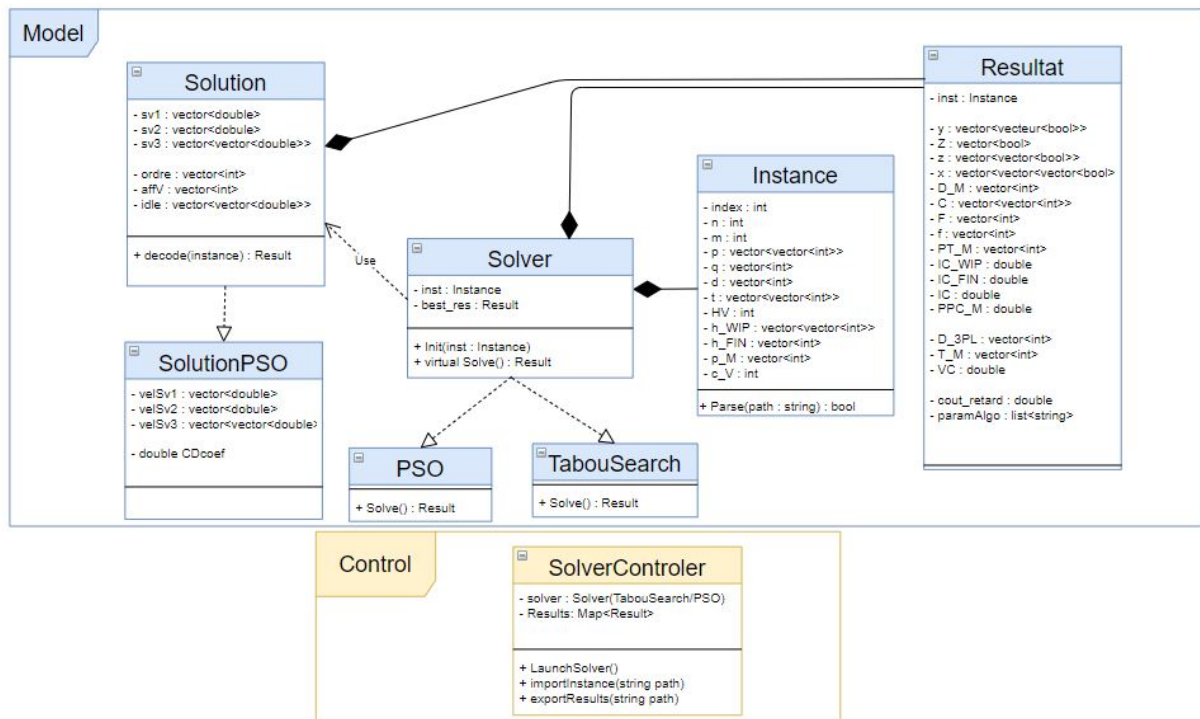 Model
Solution
- sv1 : vector<double>
- sv2 : vector<dobule>
- sv3 : vector<vector<double>>
- ordre : vector<int>
- affV : vector<int>
- idle : vector<vector<double>>
+ decode(instance) : Result
SolutionPSO
- velSv1 : vector<double>
- velSv2 : vector<dobule>
- velSv3 : vector<vector<double>
- double CDcoef
Use
Solver
- inst : Instance
- best_res : Result
+ Init(inst : Instance)
+ virtual Solve() : Result
PSO
+ Solve() : Result
TabouSearch
+ Solve() : Result
Instance
- index : int
- n : int
- m : int
- p : vector<vector<int>>
- q : vector<int>
- d : vector<int>
- t : vector<vector<int>>
- HV : int
- h_WIP : vector<vector<int>>
- h_FIN : vector<int>
- p_M : vector<int>
- c_V : int
+ Parse(path : string) : bool
Resultat
- inst : Instance
- y : vector<vecteur<bool>>
- Z : vector<bool>
- z : vector<vector<bool>>
- x : vector<vector<vector<bool>
- D_M : vector<int>
- C : vector<vector<int>>
- F : vector<int>
- f : vector<int>
- PT_M : vector<int>
- IC_WIP : double
- IC_FIN : double
- IC : double
- PPC_M : double
- D_3PL : vector<int>
- T_M : vector<int>
- VC : double
- cout_retard : double
- paramAlgo : list<string>
Control
SolverControler
- solver : Solver(TabouSearch/PSO)
- Results: Map<Result>
+ LaunchSolver()
+ importInstance(string path)
+ exportResults(string path)